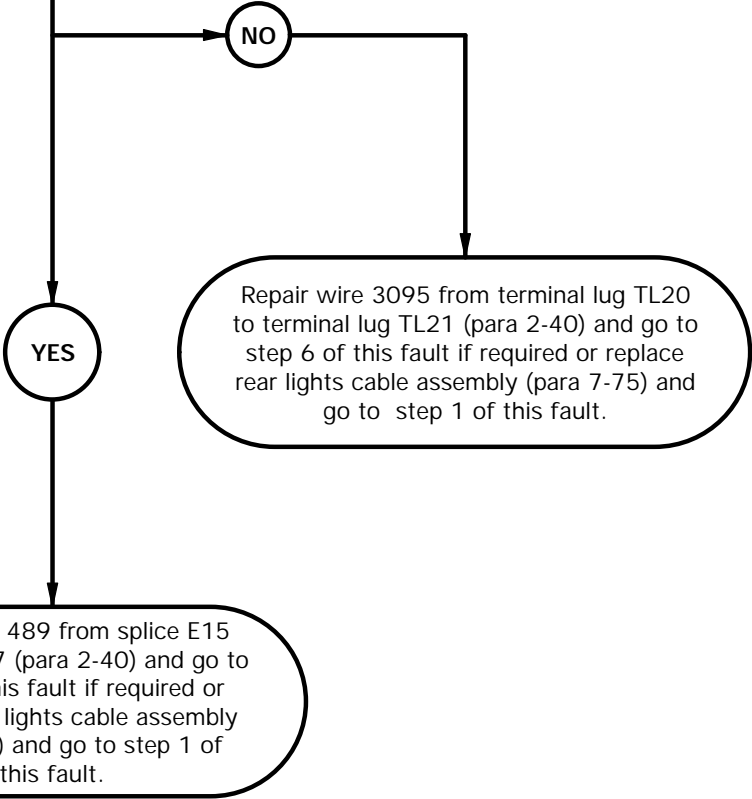 NO
YES
Repair wire 3095 from terminal lug TL20
to terminal lug TL21 (para 2-40) and go to
step 6 of this fault if required or replace
rear lights cable assembly (para 7-75) and
go to step 1 of this fault.
489 from splice E15
7 (para 2-40) and go to
is fault if required or
lights cable assembly
) and go to step 1 of
this fault.